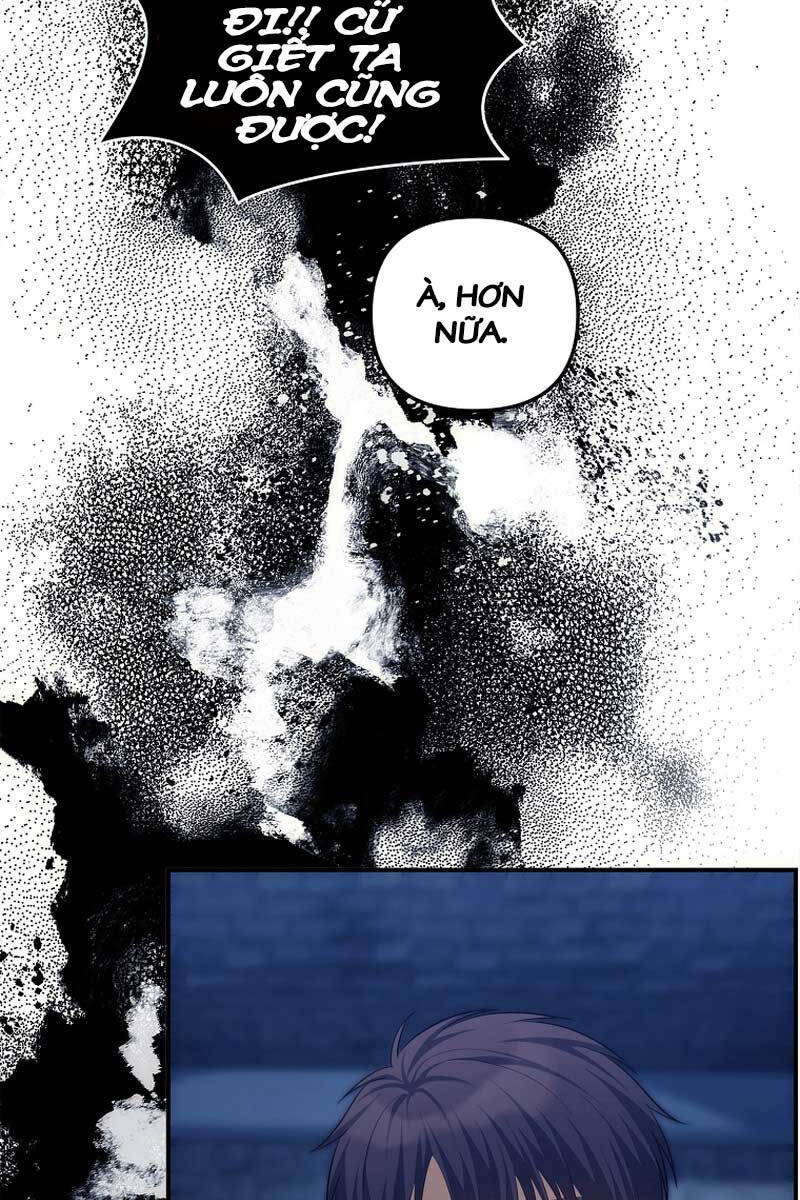 ĐI!! CỨ
GIẾT TA
LUÔN CŨNG
ĐƯỢC!
À, HƠN
NỮA.